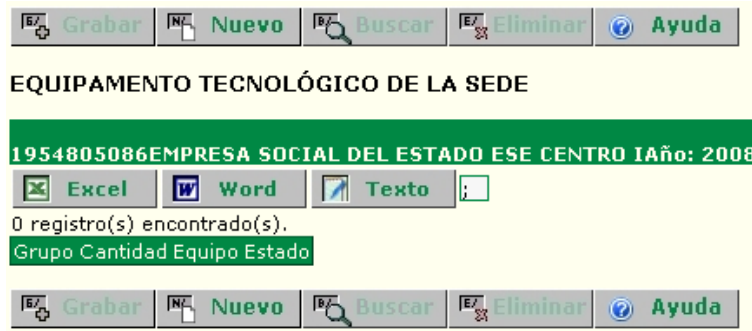 G/ Grabar N/ Nuevo B/ Buscar E/ Eliminar ? Ayuda
EQUIPAMENTO TECNOLÓGICO DE LA SEDE
1954805086EMPRESA SOCIAL DEL ESTADO ESE CENTRO IAño: 2008
Excel W Word Texto ;
0 registro(s) encontrado(s).
Grupo Cantidad Equipo Estado
G/ Grabar N/ Nuevo B/ Buscar E/ Eliminar ? Ayuda